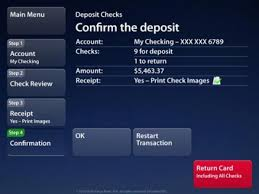 Main Menu
Step 1
Account
My Checking
Step 2
Check Review
Step 3
Receipt
Yes – Print Images
Step 4
Confirmation
Deposit Checks
Confirm the deposit
Account: My Checking – XXX XXX 6789
Checks: 9 for deposit
1 to return
Amount: $5,463.37
Receipt: Yes – Print Check Images
OK
Restart
Transaction
Return Card
Including All Checks